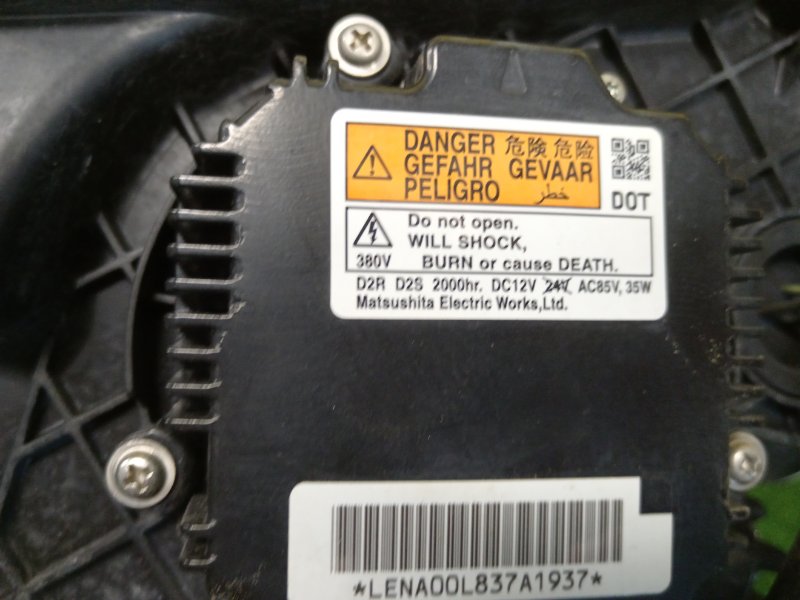 DANGER 危険 危险
GEFAHR GEVAAR
PELIGRO خطر
DOT
Do not open.
WILL SHOCK,
380V BURN or cause DEATH.
D2R D2S 2000hr. DC12V 24V AC85V, 35W
Matsushita Electric Works,Ltd.
*LENA00L837A1937*